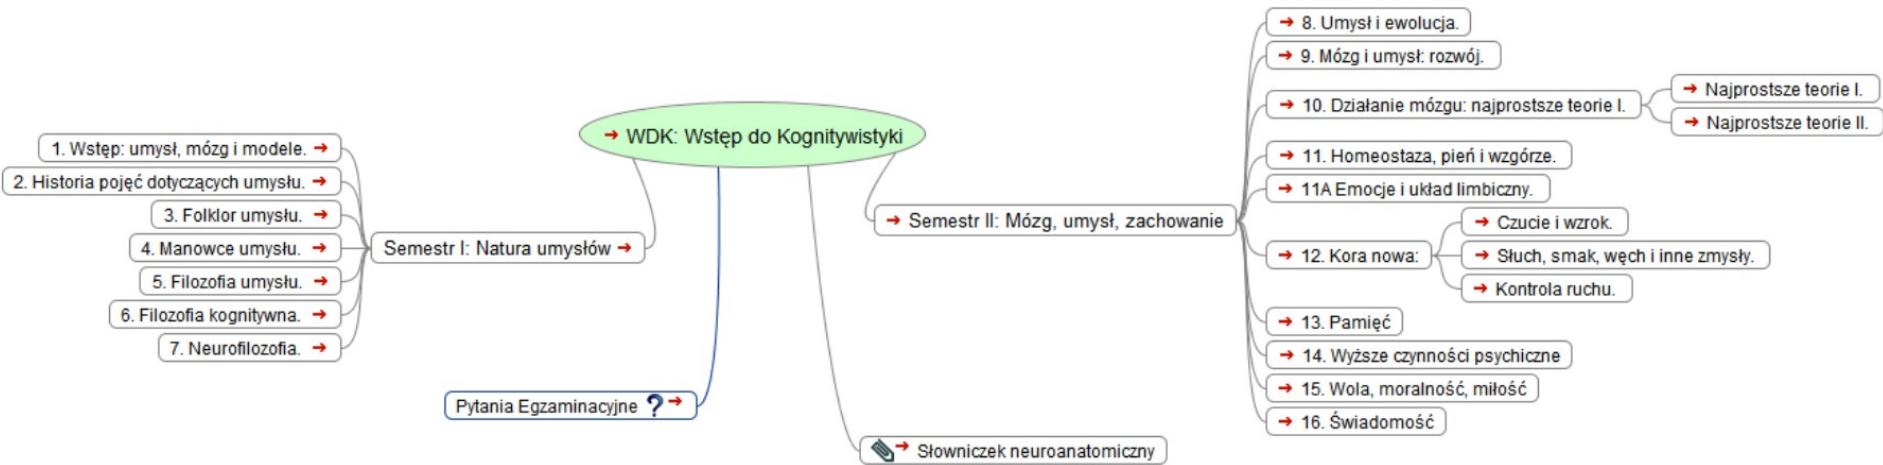 WDK: Wstęp do Kognitywistyki
Semestr I: Natura umysłów
1. Wstęp: umysł, mózg i modele.
2. Historia pojęć dotyczących umysłu.
3. Folklor umysłu.
4. Manowce umysłu.
5. Filozofia umysłu.
6. Filozofia kognitywna.
7. Neurofilozofia.
Pytania Egzaminacyjne ?
Słowniczek neuroanatomiczny
Semestr II: Mózg, umysł, zachowanie
8. Umysł i ewolucja.
9. Mózg i umysł: rozwój.
10. Działanie mózgu: najprostsze teorie I.
Najprostsze teorie I.
Najprostsze teorie II.
11. Homeostaza, pień i wzgórze.
11A Emocje i układ limbiczny.
12. Kora nowa:
Czucie i wzrok.
Słuch, smak, węch i inne zmysły.
Kontrola ruchu.
13. Pamięć
14. Wyższe czynności psychiczne
15. Wola, moralność, miłość
16. Świadomość